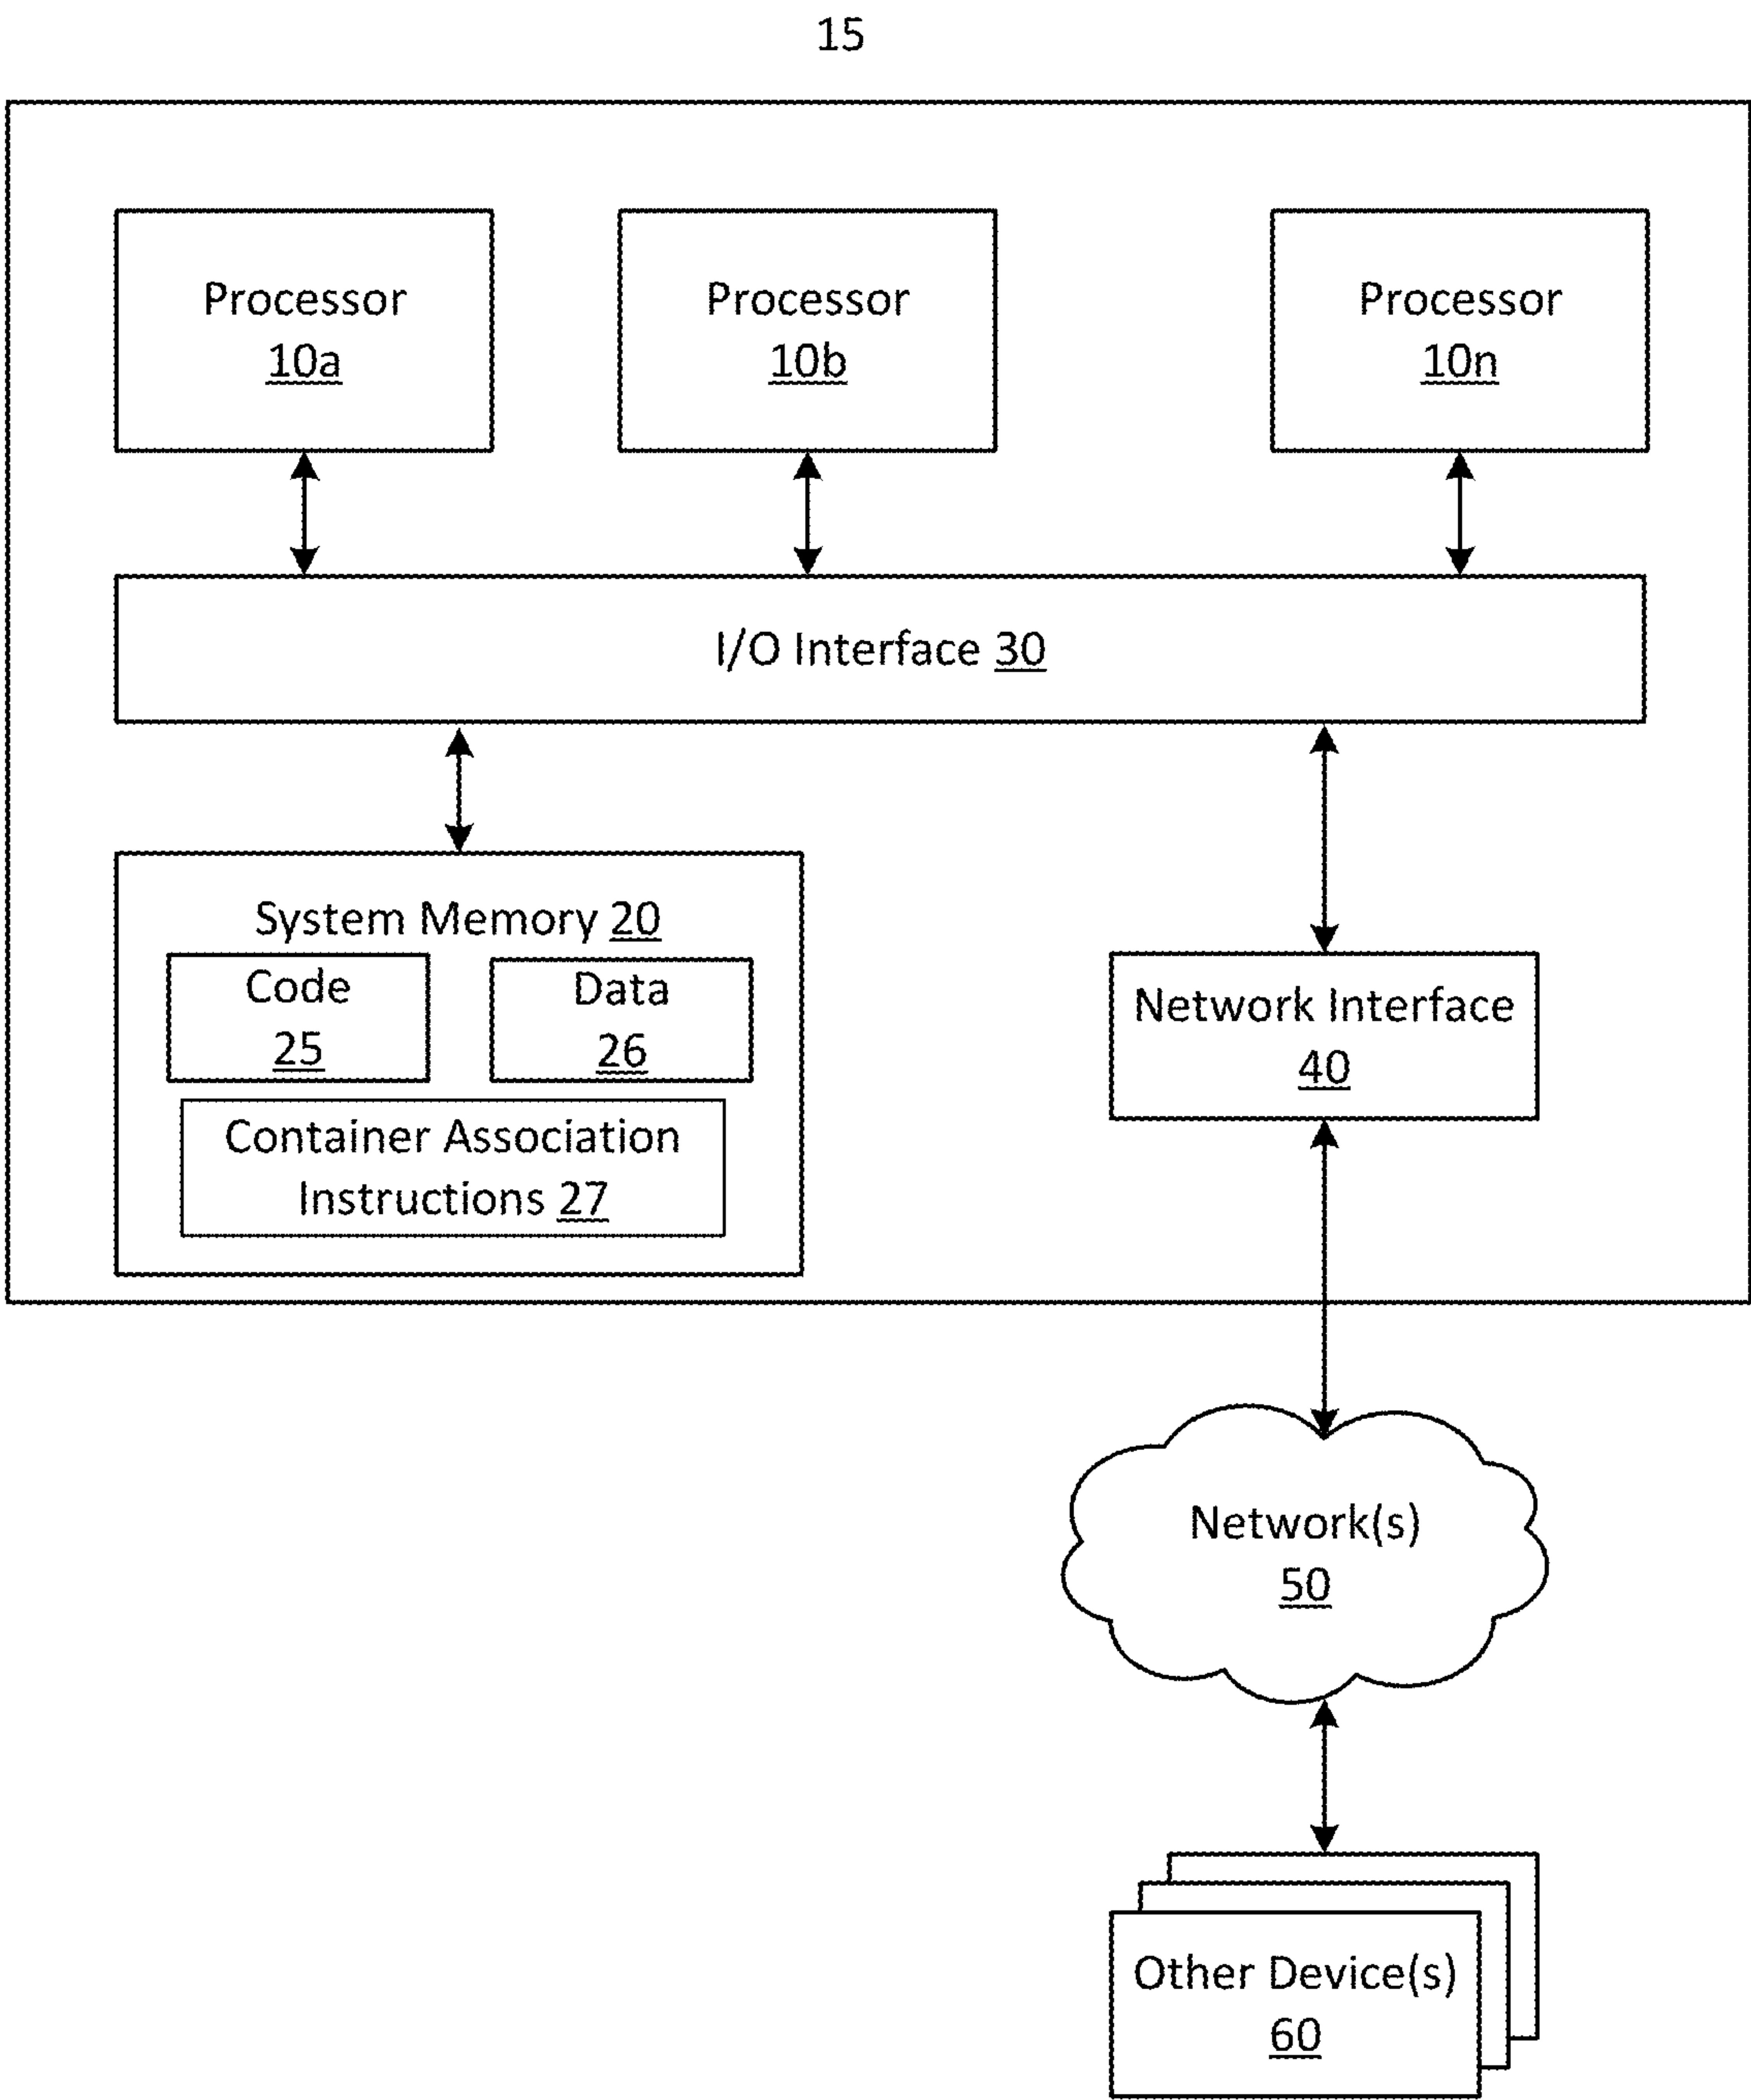 15
Processor
10a
Processor
10b
Processor
10n
I/O Interface 30
System Memory 20
Code
25
Data
26
Container Association
Instructions 27
Network Interface
40
Network(s)
50
Other Device(s)
60